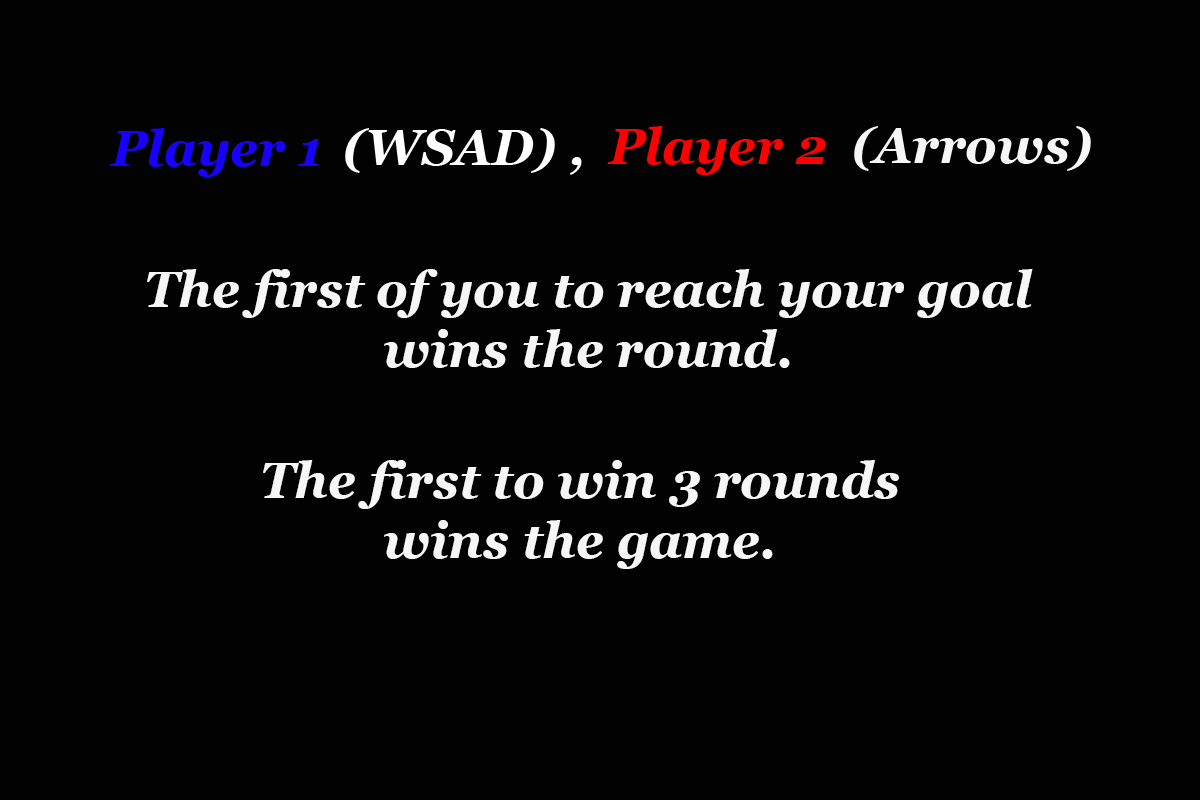 Player 1 (WSAD) , Player 2 (Arrows)
The first of you to reach your goal
wins the round.
The first to win 3 rounds
wins the game.